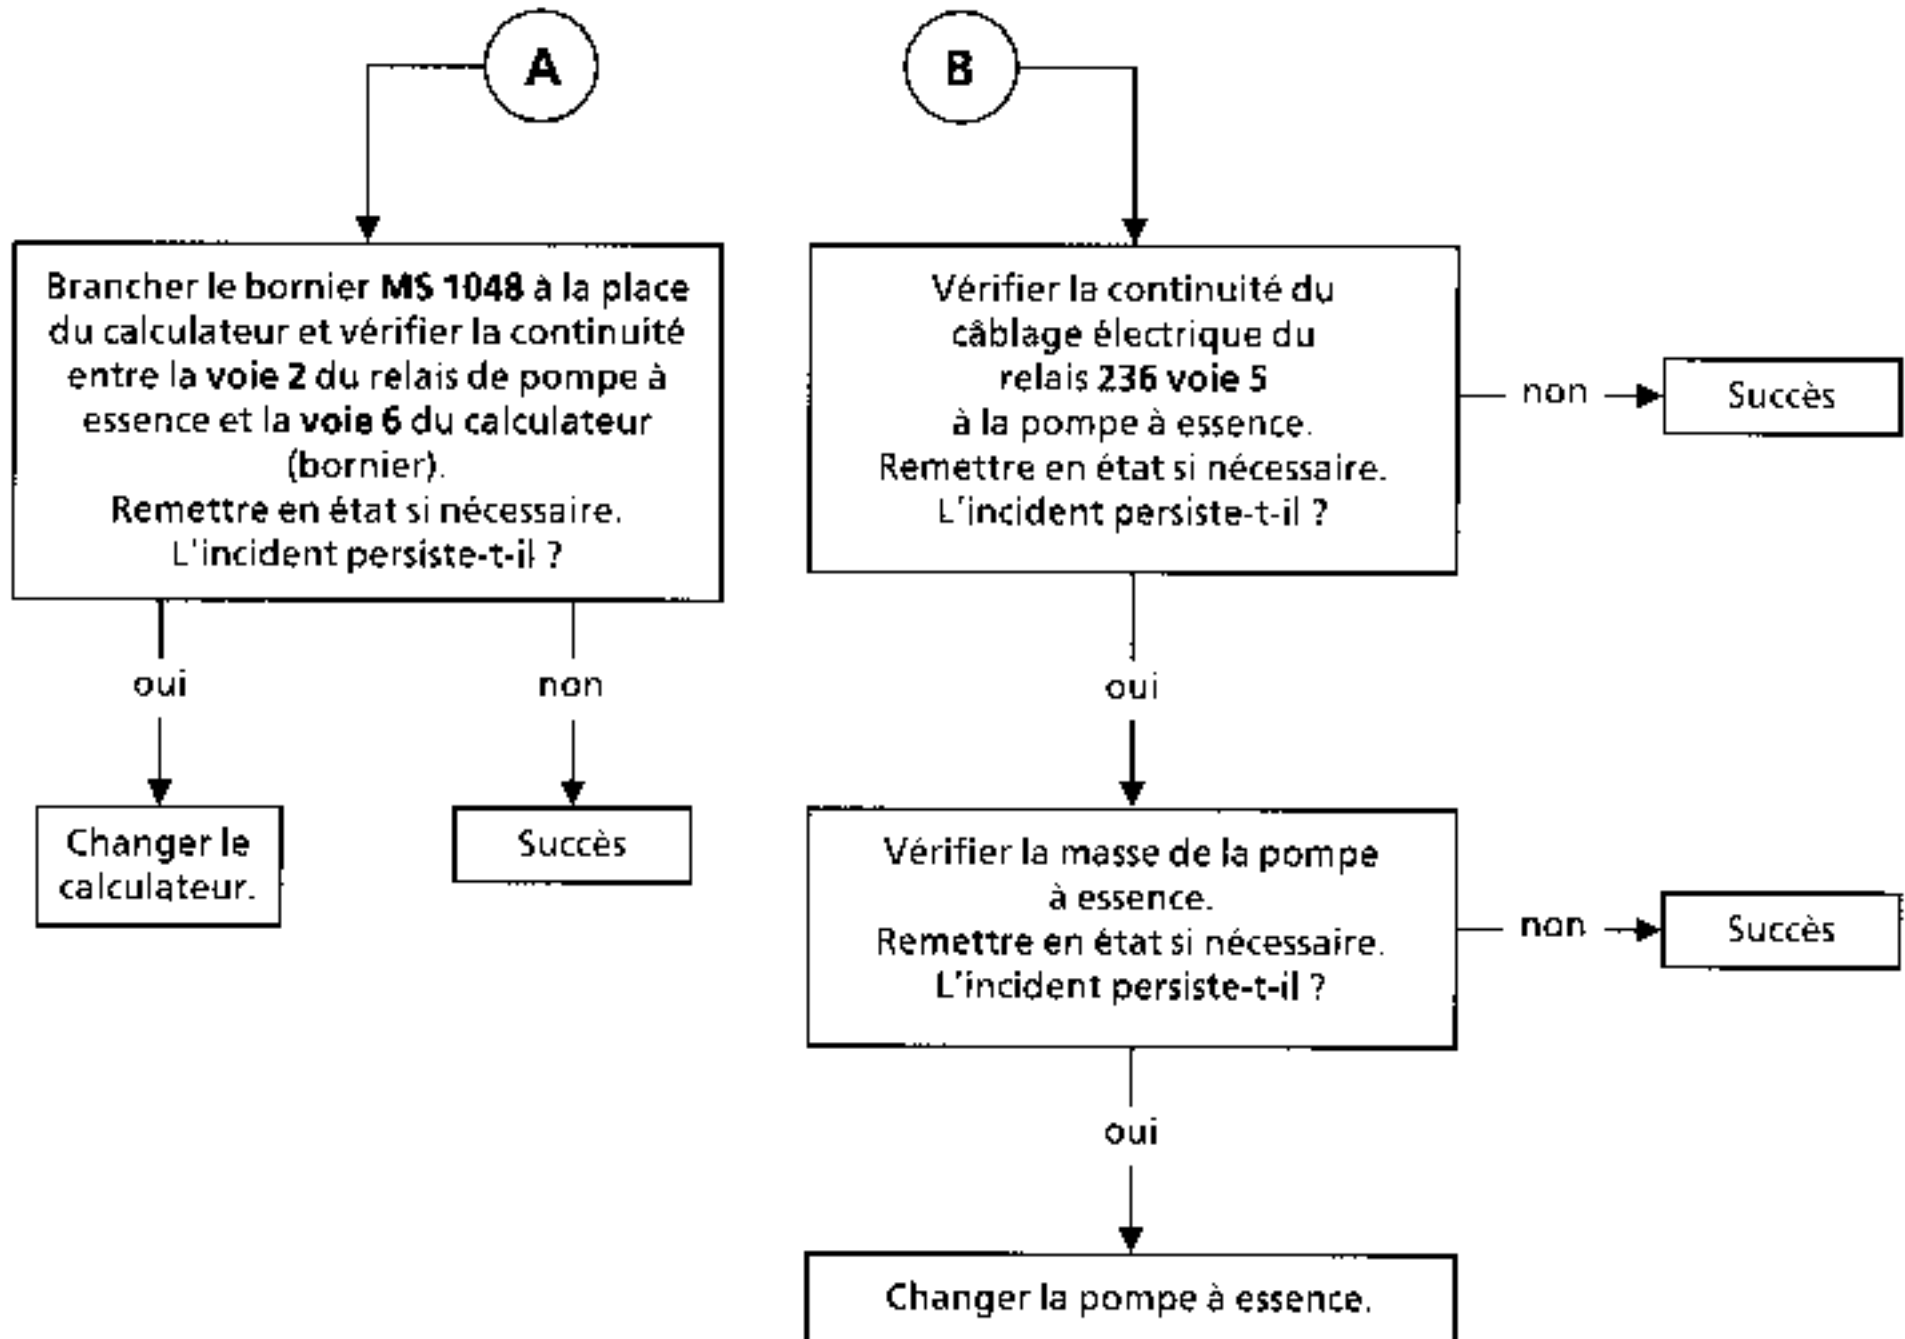 A
Brancher le bornier MS 1048 à la place
du calculateur et vérifier la continuité
entre la voie 2 du relais de pompe à
essence et la voie 6 du calculateur
(bornier).
Remettre en état si nécessaire.
L'incident persiste-t-il ?
oui
non
Changer le
calculateur.
Succès
B
Vérifier la continuité du
câblage électrique du
relais 236 voie 5
à la pompe à essence.
Remettre en état si nécessaire.
L'incident persiste-t-il ?
non
Succès
oui
Vérifier la masse de la pompe
à essence.
Remettre en état si nécessaire.
L'incident persiste-t-il ?
non
Succès
oui
Changer la pompe à essence.